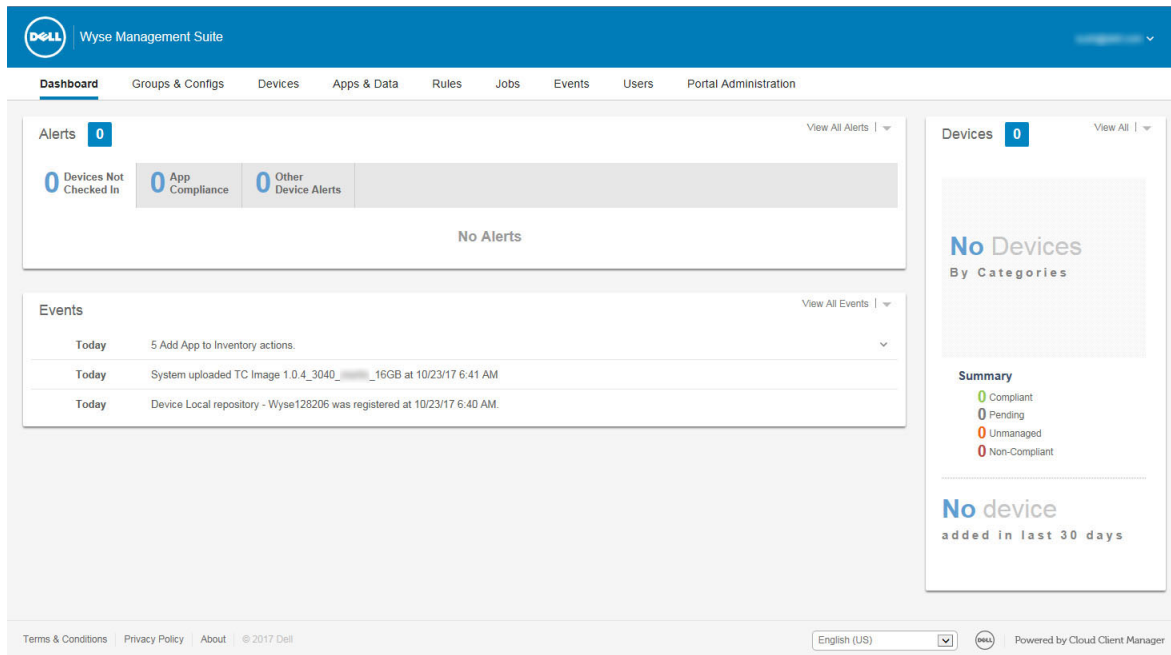 DELL
Wyse Management Suite
Dashboard Groups & Configs Devices Apps & Data Rules Jobs Events Users Portal Administration
Alerts 0 View All Alerts
0 Devices Not Checked In 0 App Compliance 0 Other Device Alerts
No Alerts
Events View All Events
Today 5 Add App to Inventory actions.
Today System uploaded TC Image 1.0.4_3040_ _16GB at 10/23/17 6:41 AM
Today Device Local repository - Wyse128206 was registered at 10/23/17 6:40 AM.
Devices 0 View All
No Devices
By Categories
Summary
0 Compliant
0 Pending
0 Unmanaged
0 Non-Compliant
No device
added in last 30 days
Terms & Conditions Privacy Policy About © 2017 Dell English (US) DELL Powered by Cloud Client Manager